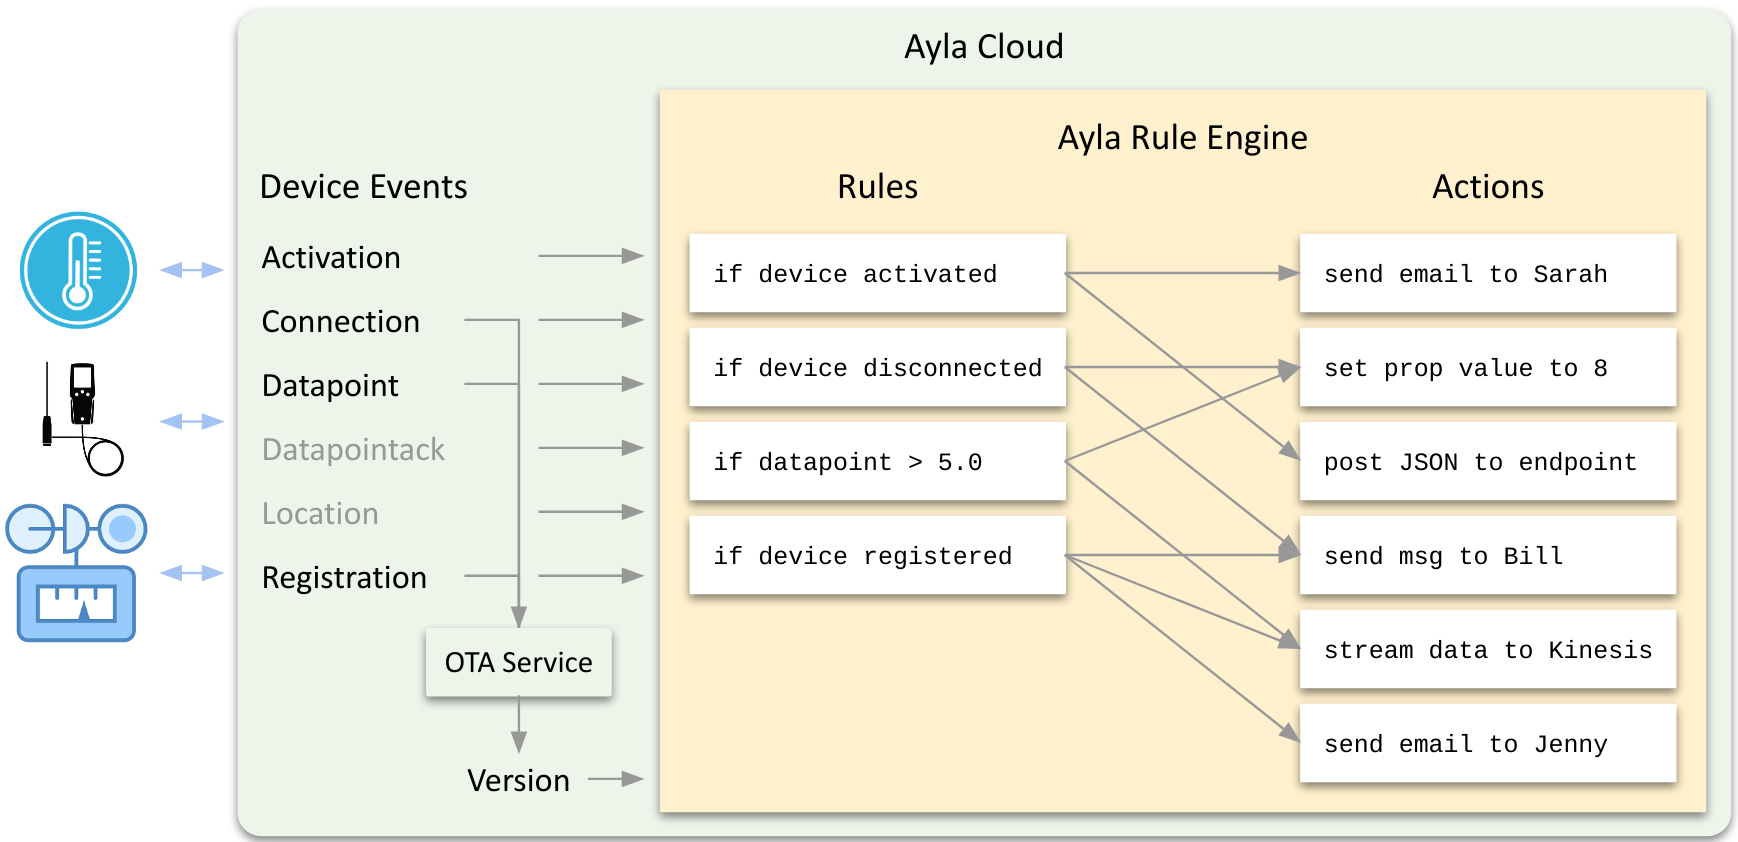 Ayla Cloud
Ayla Rule Engine
Device Events
Rules
Actions
Activation
Connection
Datapoint
Datapointack
Location
Registration
OTA Service
Version
if device activated
if device disconnected
if datapoint > 5.0
if device registered
send email to Sarah
set prop value to 8
post JSON to endpoint
send msg to Bill
stream data to Kinesis
send email to Jenny